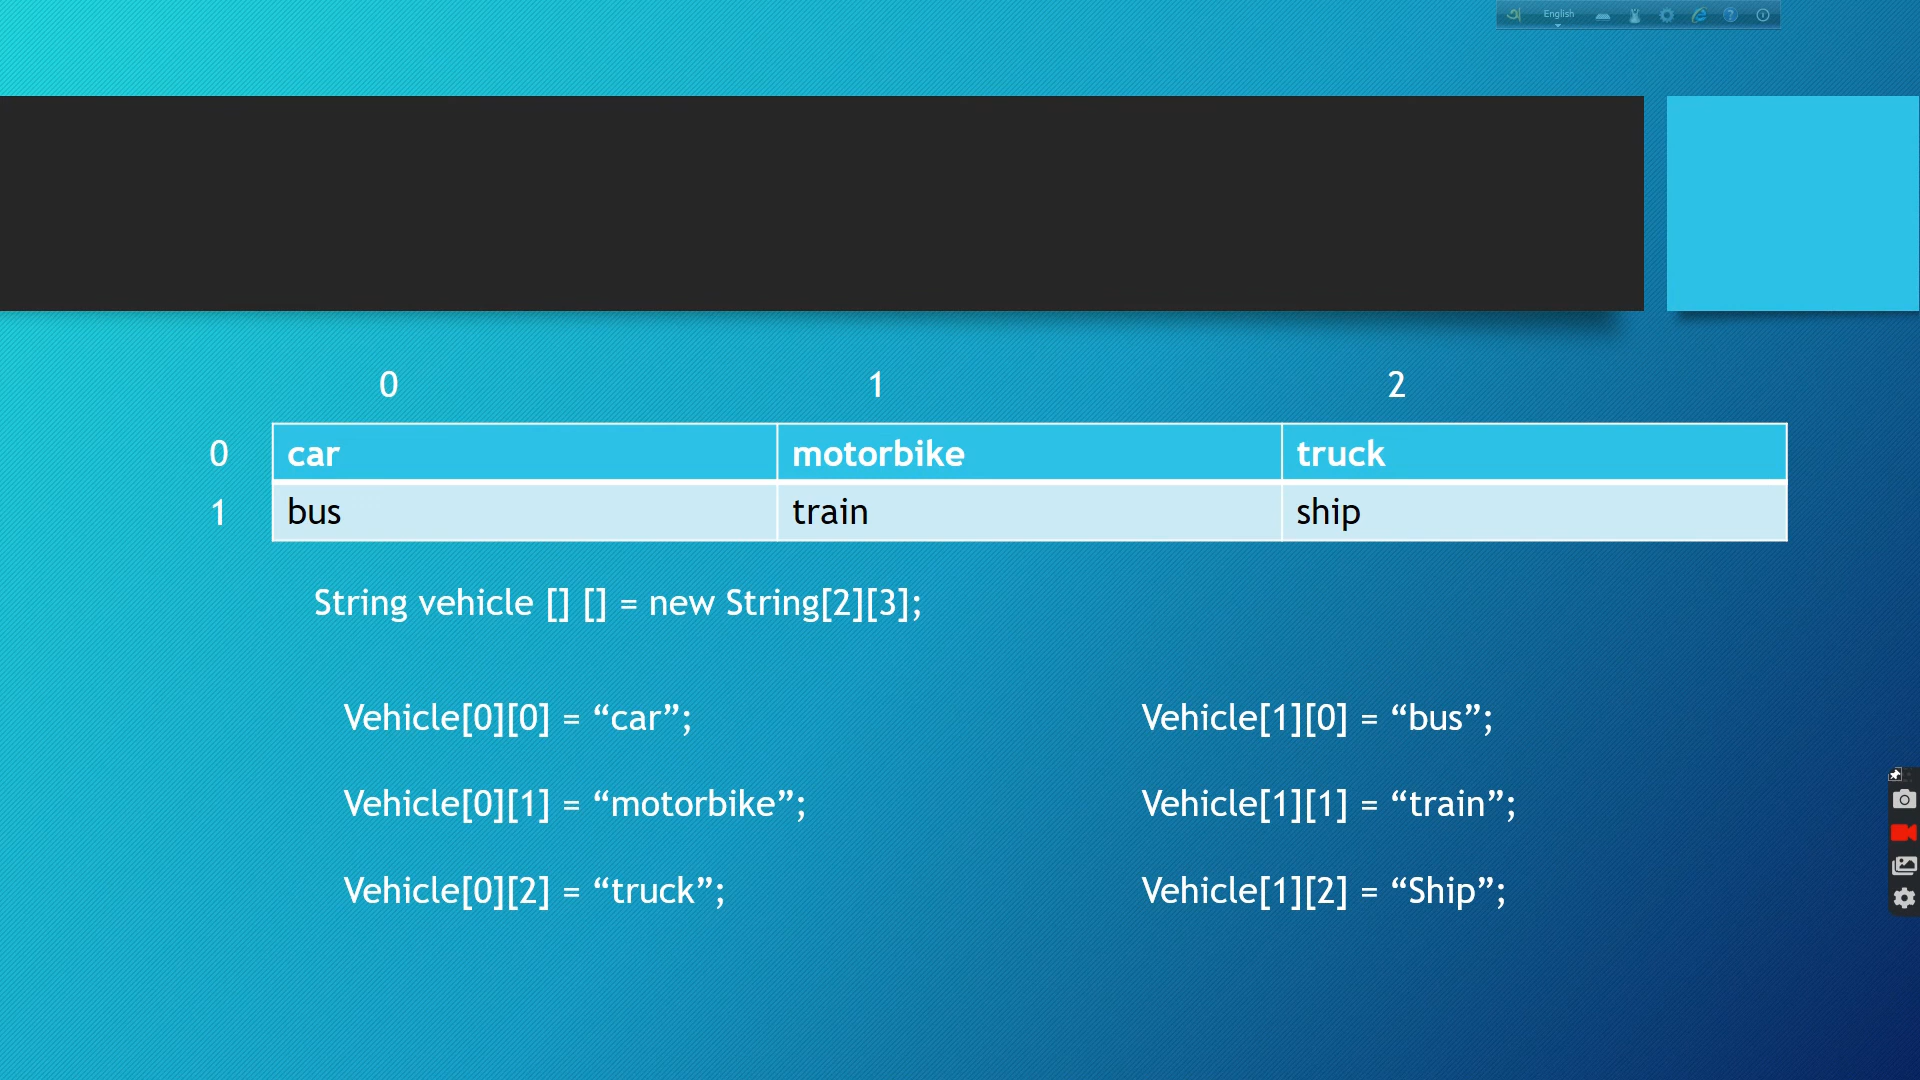 English
0 1 2
0 car motorbike truck
1 bus train ship
String vehicle [] [] = new String[2][3];
Vehicle[0][0] = “car”; Vehicle[1][0] = “bus”;
Vehicle[0][1] = “motorbike”; Vehicle[1][1] = “train”;
Vehicle[0][2] = “truck”; Vehicle[1][2] = “Ship”;